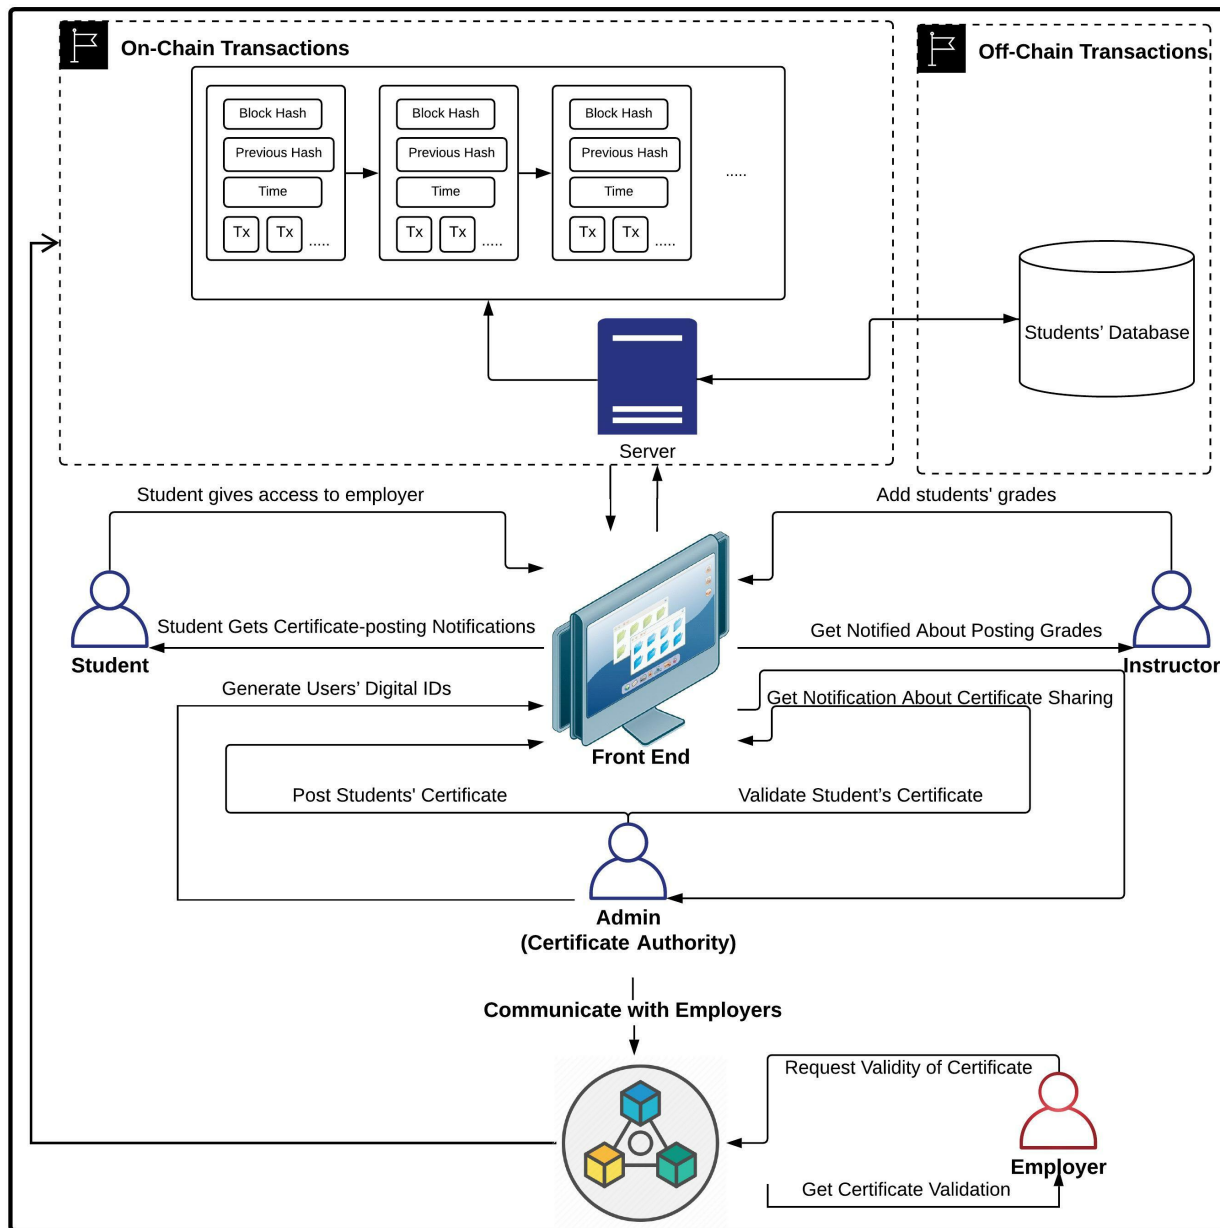 On-Chain Transactions
Off-Chain Transactions
Block Hash
Previous Hash
Time
Tx
Tx
.....
Block Hash
Previous Hash
Time
Tx
Tx
.....
Block Hash
Previous Hash
Time
Tx
Tx
.....
.....
Students’ Database
Server
Student gives access to employer
Add students' grades
Student Gets Certificate-posting Notifications
Get Notified About Posting Grades
Student
Instructor
Generate Users’ Digital IDs
Get Notification About Certificate Sharing
Front End
Post Students' Certificate
Validate Student’s Certificate
Admin
(Certificate Authority)
Communicate with Employers
Request Validity of Certificate
Employer
Get Certificate Validation